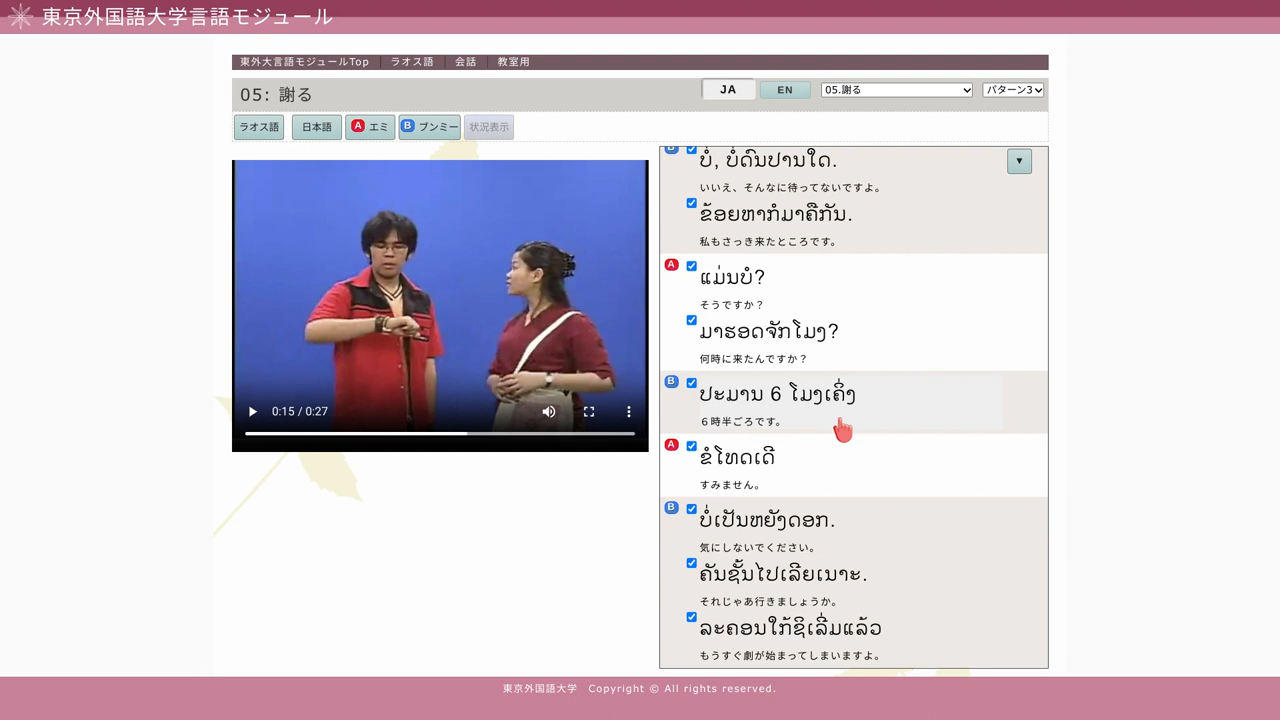 東京外国語大学言語モジュール
東外大言語モジュールTop ラオス語 会話 教室用
05: 謝る
JA EN 05.謝る パターン3
ラオス語 日本語 A エミ B ブンミー 状況表示
B ບໍ່, ບໍ່ດົນປານໃດ. ▼
いいえ、そんなに待ってないですよ。
ຂ້ອຍຫາກໍມາຄືກັນ.
私もさっき来たところです。
A ແມ່ນບໍ?
そうですか？
ມາຮອດຈັກໂມງ?
何時に来たんですか？
B ປະມານ 6 ໂມງເຄິ່ງ
６時半ごろです。
A ຂໍໂທດເດີ
すみません。
B ບໍ່ເປັນຫຍັງດອກ.
気にしないでください。
ຄັນຊັ້ນໄປເລີຍເນາະ.
それじゃあ行きましょうか。
ລະຄອນໃກ້ຊິເລີ່ມແລ້ວ
もうすぐ劇が始まってしまいますよ。
0:15 / 0:27
東京外国語大学 Copyright © All rights reserved.